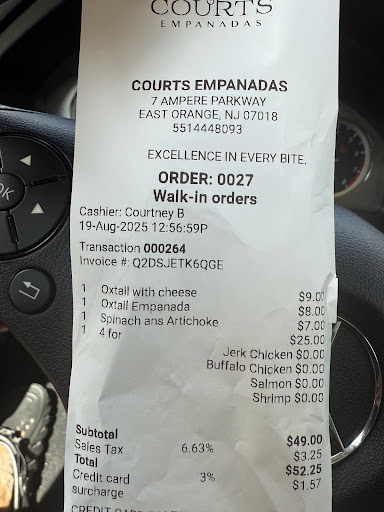 COURTS
EMPANADAS
COURTS EMPANADAS
7 AMPERE PARKWAY
EAST ORANGE, NJ 07018
5514448093
EXCELLENCE IN EVERY BITE.
ORDER: 0027
Walk-in orders
Cashier: Courtney B
19-Aug-2025 12:56:59P
Transaction 000264
Invoice #: Q2DSJETK6QGE
1 Oxtail with cheese $9.00
1 Oxtail Empanada $8.00
1 Spinach ans Artichoke $7.00
1 4 for $25.00
Jerk Chicken $0.00
Buffalo Chicken $0.00
Salmon $0.00
Shrimp $0.00
Subtotal $49.00
Sales Tax 6.63% $3.25
Total $52.25
Credit card 3% $1.57
surcharge
OK